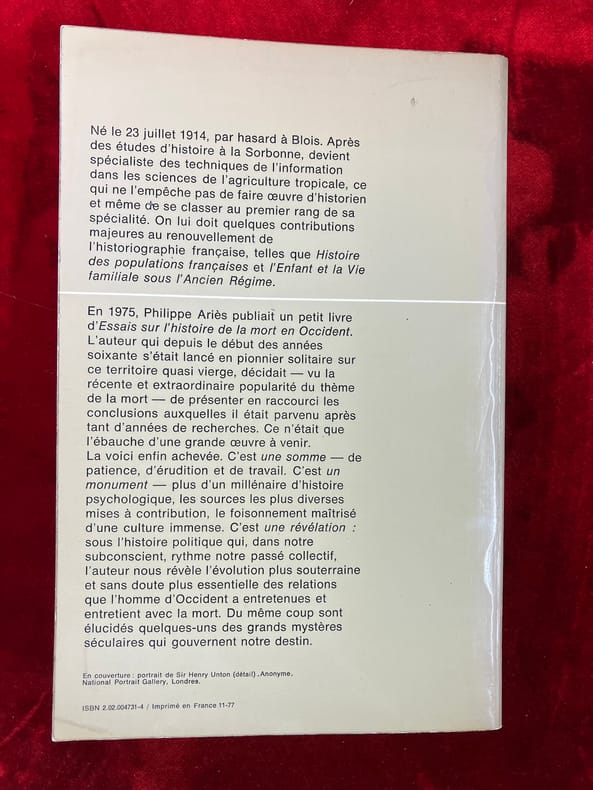 Né le 23 juillet 1914, par hasard à Blois. Après
des études d'histoire à la Sorbonne, devient
spécialiste des techniques de l'information
dans les sciences de l'agriculture tropicale, ce
qui ne l'empêche pas de faire œuvre d'historien
et même de se classer au premier rang de sa
spécialité. On lui doit quelques contributions
majeures au renouvellement de
l'historiographie française, telles que Histoire
des populations françaises et l'Enfant et la Vie
familiale sous l'Ancien Régime.
En 1975, Philippe Ariès publiait un petit livre
d'Essais sur l'histoire de la mort en Occident.
L'auteur qui depuis le début des années
soixante s'était lancé en pionnier solitaire sur
ce territoire quasi vierge, décidait — vu la
récente et extraordinaire popularité du thème
de la mort — de présenter en raccourci les
conclusions auxquelles il était parvenu après
tant d'années de recherches. Ce n'était que
l'ébauche d'une grande œuvre à venir.
La voici enfin achevée. C'est une somme — de
patience, d'érudition et de travail. C'est un
monument — plus d'un millénaire d'histoire
psychologique, les sources les plus diverses
mises à contribution, le foisonnement maîtrisé
d'une culture immense. C'est une révélation :
sous l'histoire politique qui, dans notre
subconscient, rythme notre passé collectif,
l'auteur nous révèle l'évolution plus souterraine
et sans doute plus essentielle des relations
que l'homme d'Occident a entretenues et
entretient avec la mort. Du même coup sont
élucidés quelques-uns des grands mystères
séculaires qui gouvernent notre destin.
En couverture : portrait de Sir Henry Unton (détail). Anonyme.
National Portrait Gallery, Londres.
ISBN 2.02.004731-4 / Imprimé en France 11-77